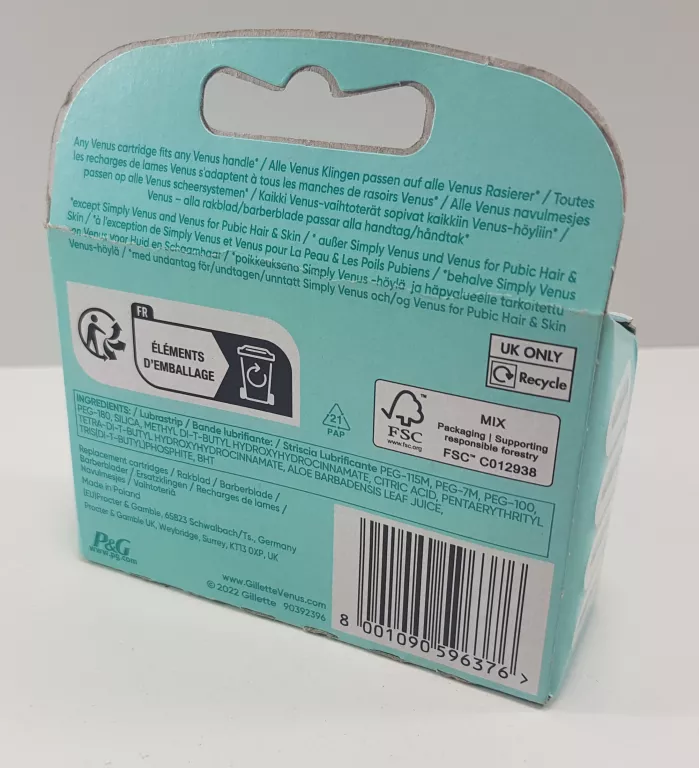 Any Venus cartridge fits any Venus handle* / Alle Venus Klingen passen auf alle Venus Rasierer* / Toutes
les recharges de lames Venus s'adaptent à tous les manches de rasoirs Venus* / Alle Venus navulmesjes
passen op alle Venus scheersystemen* / Kaikki Venus-vaihtoterät sopivat kaikkiin Venus-höyliin* /
Venus – alla rakblad/barberblade passar alla handtag/håndtak*
*except Simply Venus and Venus for Pubic Hair & Skin / * außer Simply Venus und Venus for Pubic Hair &
Skin / *à l'exception de Simply Venus et Venus pour La Peau & Les Poils Pubiens / *behalve Simply Venus
en Venus voor Huid en Schaamhaar / *poikkeuksena Simply Venus -höylä ja häpyalueelle tarkoitettu
Venus-höylä / *med undantag för/undtagen/unntatt Simply Venus och/og Venus for Pubic Hair & Skin
FR
ÉLÉMENTS
D'EMBALLAGE
UK ONLY
Recycle
21
PAP
FSC™
www.fsc.org
MIX
Packaging | Supporting
responsible forestry
FSC™ C012938
INGREDIENTS: / Lubrastrip / Bande lubrifiante: / Striscia Lubrificante PEG-115M, PEG-7M, PEG-100,
PEG-180, SILICA, METHYL DI-T-BUTYL HYDROXYHYDROCINNAMATE, CITRIC ACID, PENTAERYTHRITYL
TETRA-DI-T-BUTYL HYDROXYHYDROCINNAMATE, ALOE BARBADENSIS LEAF JUICE,
TRIS(DI-T-BUTYL)PHOSPHITE, BHT
Replacement cartridges / Rakblad / Barberblade /
Barberblader / Ersatzklingen / Recharges de lames /
Navulmesjes / Vaihtoteriä
Made in Poland
(EU)Procter & Gamble, 65823 Schwalbach/Ts., Germany
Procter & Gamble UK, Weybridge, Surrey, KT13 0XP, UK
P&G
www.pg.com
www.GilletteVenus.com
© 2022 Gillette 90392396
8 001090 596376 >